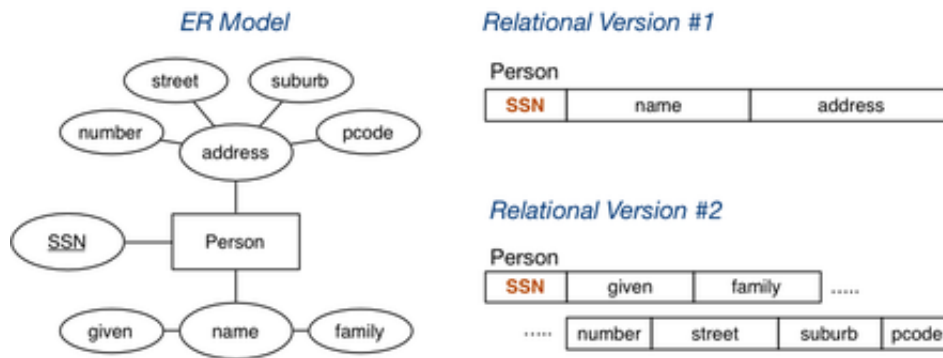 ER Model
street
suburb
number
pcode
address
SSN
Person
given
name
family
Relational Version #1
Person
SSN name address
Relational Version #2
Person
SSN given family .....
..... number street suburb pcode